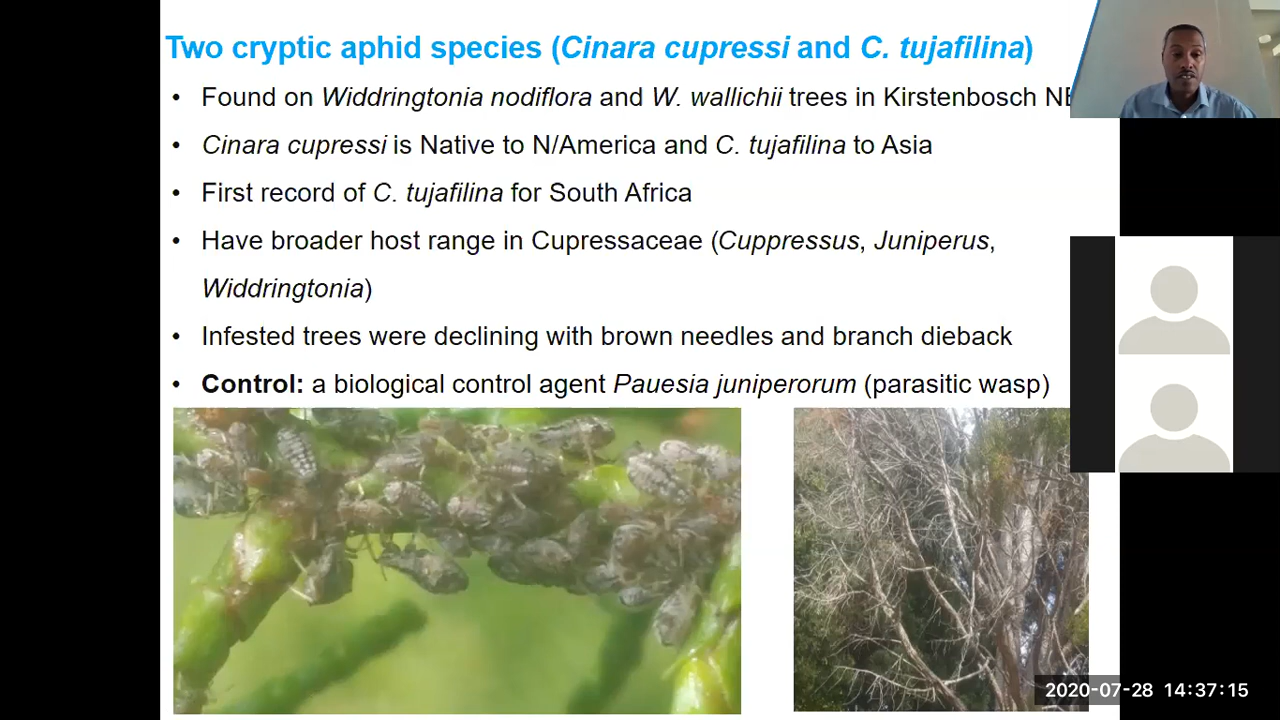 Two cryptic aphid species (Cinara cupressi and C. tujafilina)
• Found on Widdringtonia nodiflora and W. wallichii trees in Kirstenbosch
• Cinara cupressi is Native to N/America and C. tujafilina to Asia
• First record of C. tujafilina for South Africa
• Have broader host range in Cupressaceae (Cuppressus, Juniperus,
Widdringtonia)
• Infested trees were declining with brown needles and branch dieback
• Control: a biological control agent Pauesia juniperorum (parasitic wasp)
2020-07-28 14:37:15